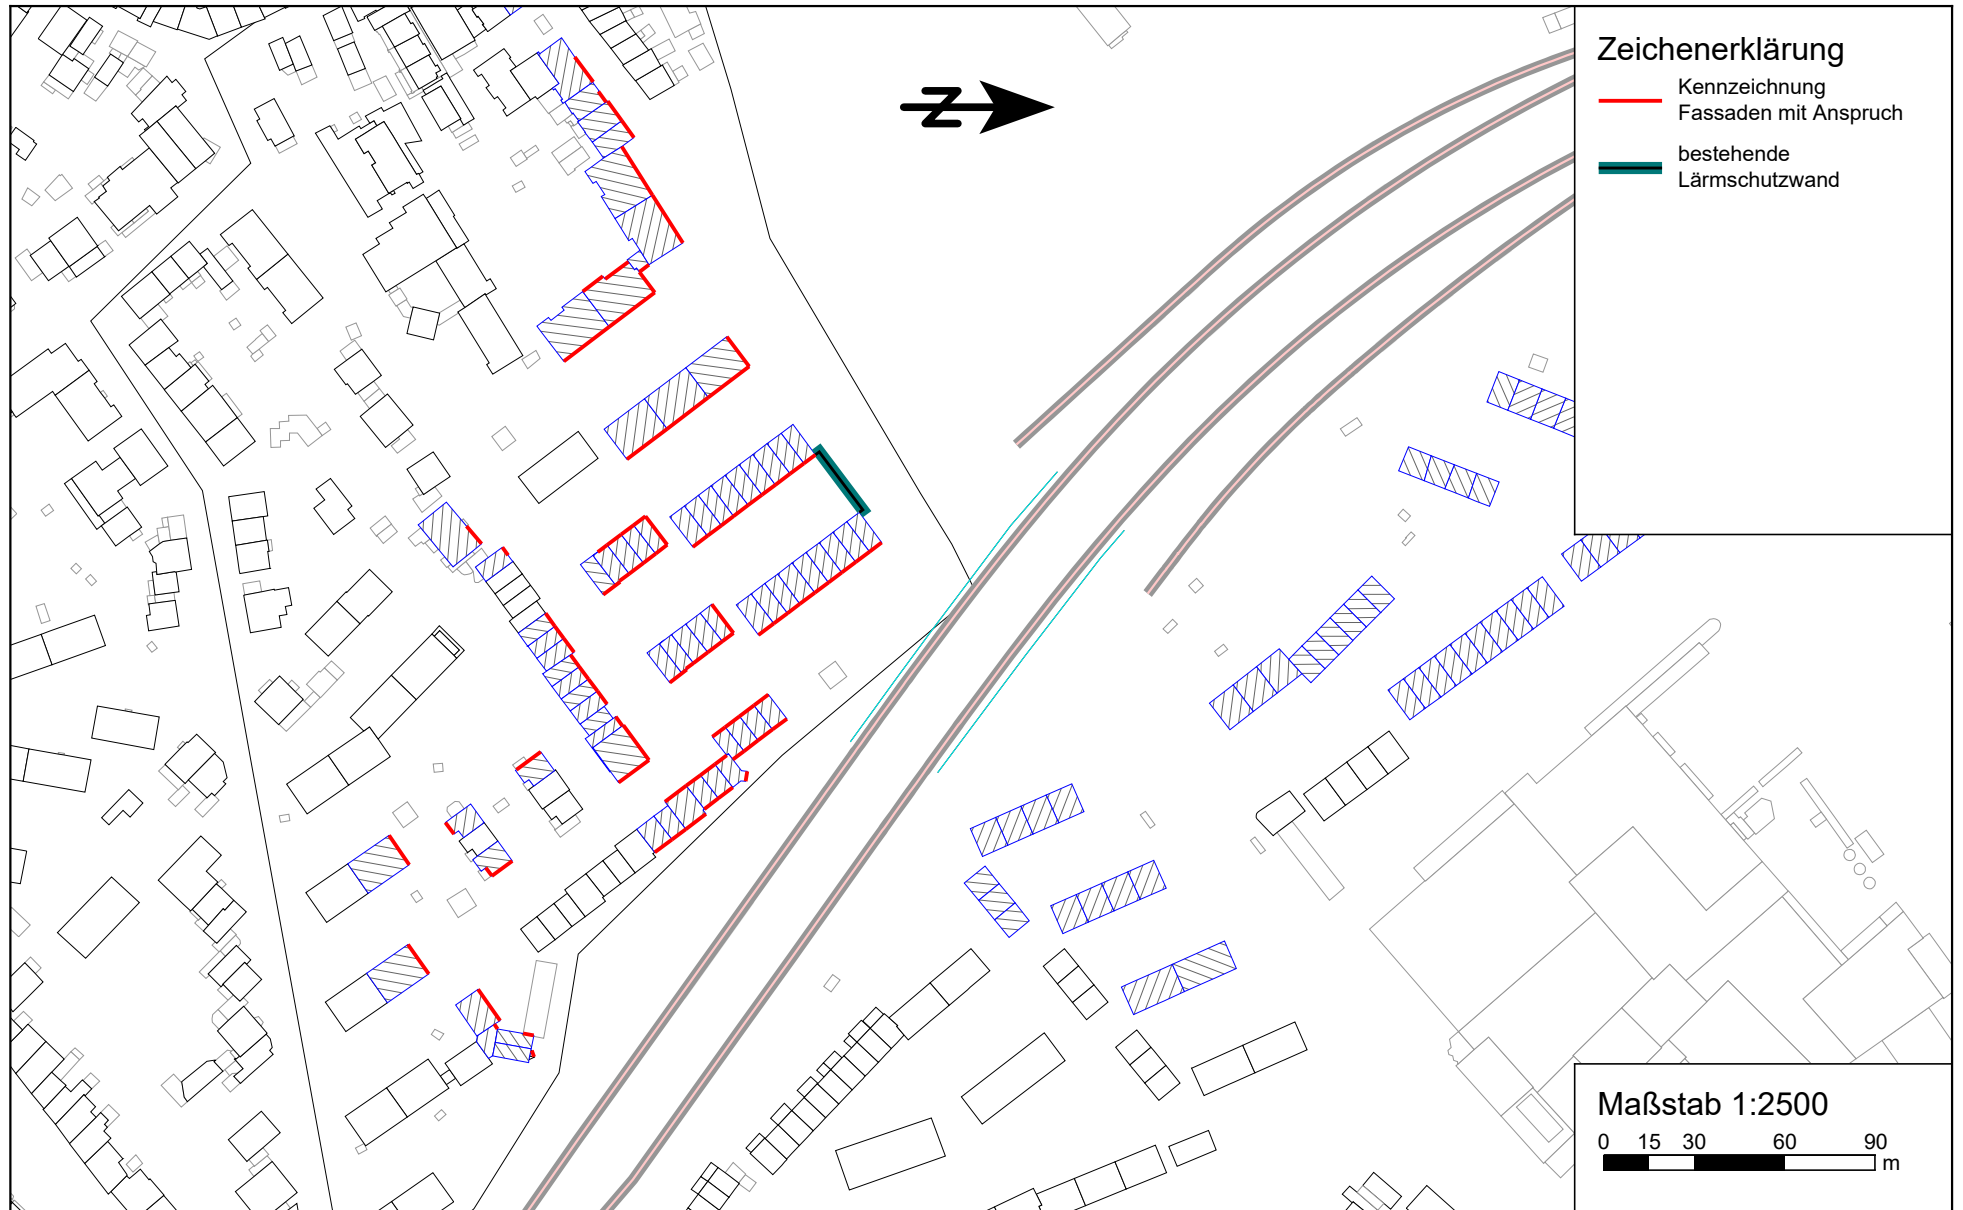 Zeichenerklärung
Kennzeichnung
Fassaden mit Anspruch
bestehende
Lärmschutzwand
N
Maßstab 1:2500
0 15 30 60 90
m